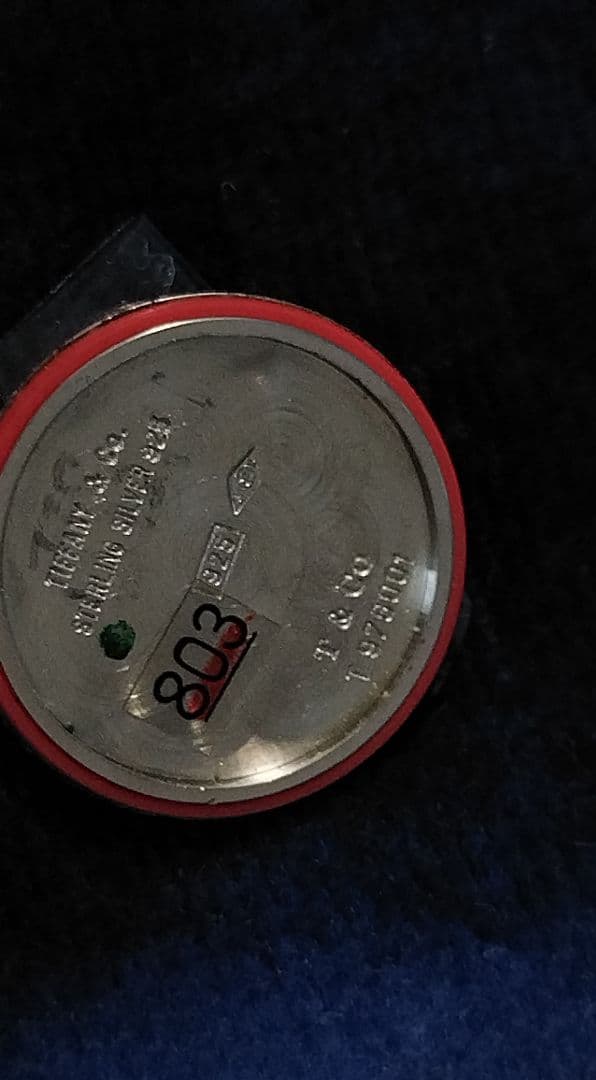 TIFFANY & Co.
STERLING SILVER 925
925
803
T & Co